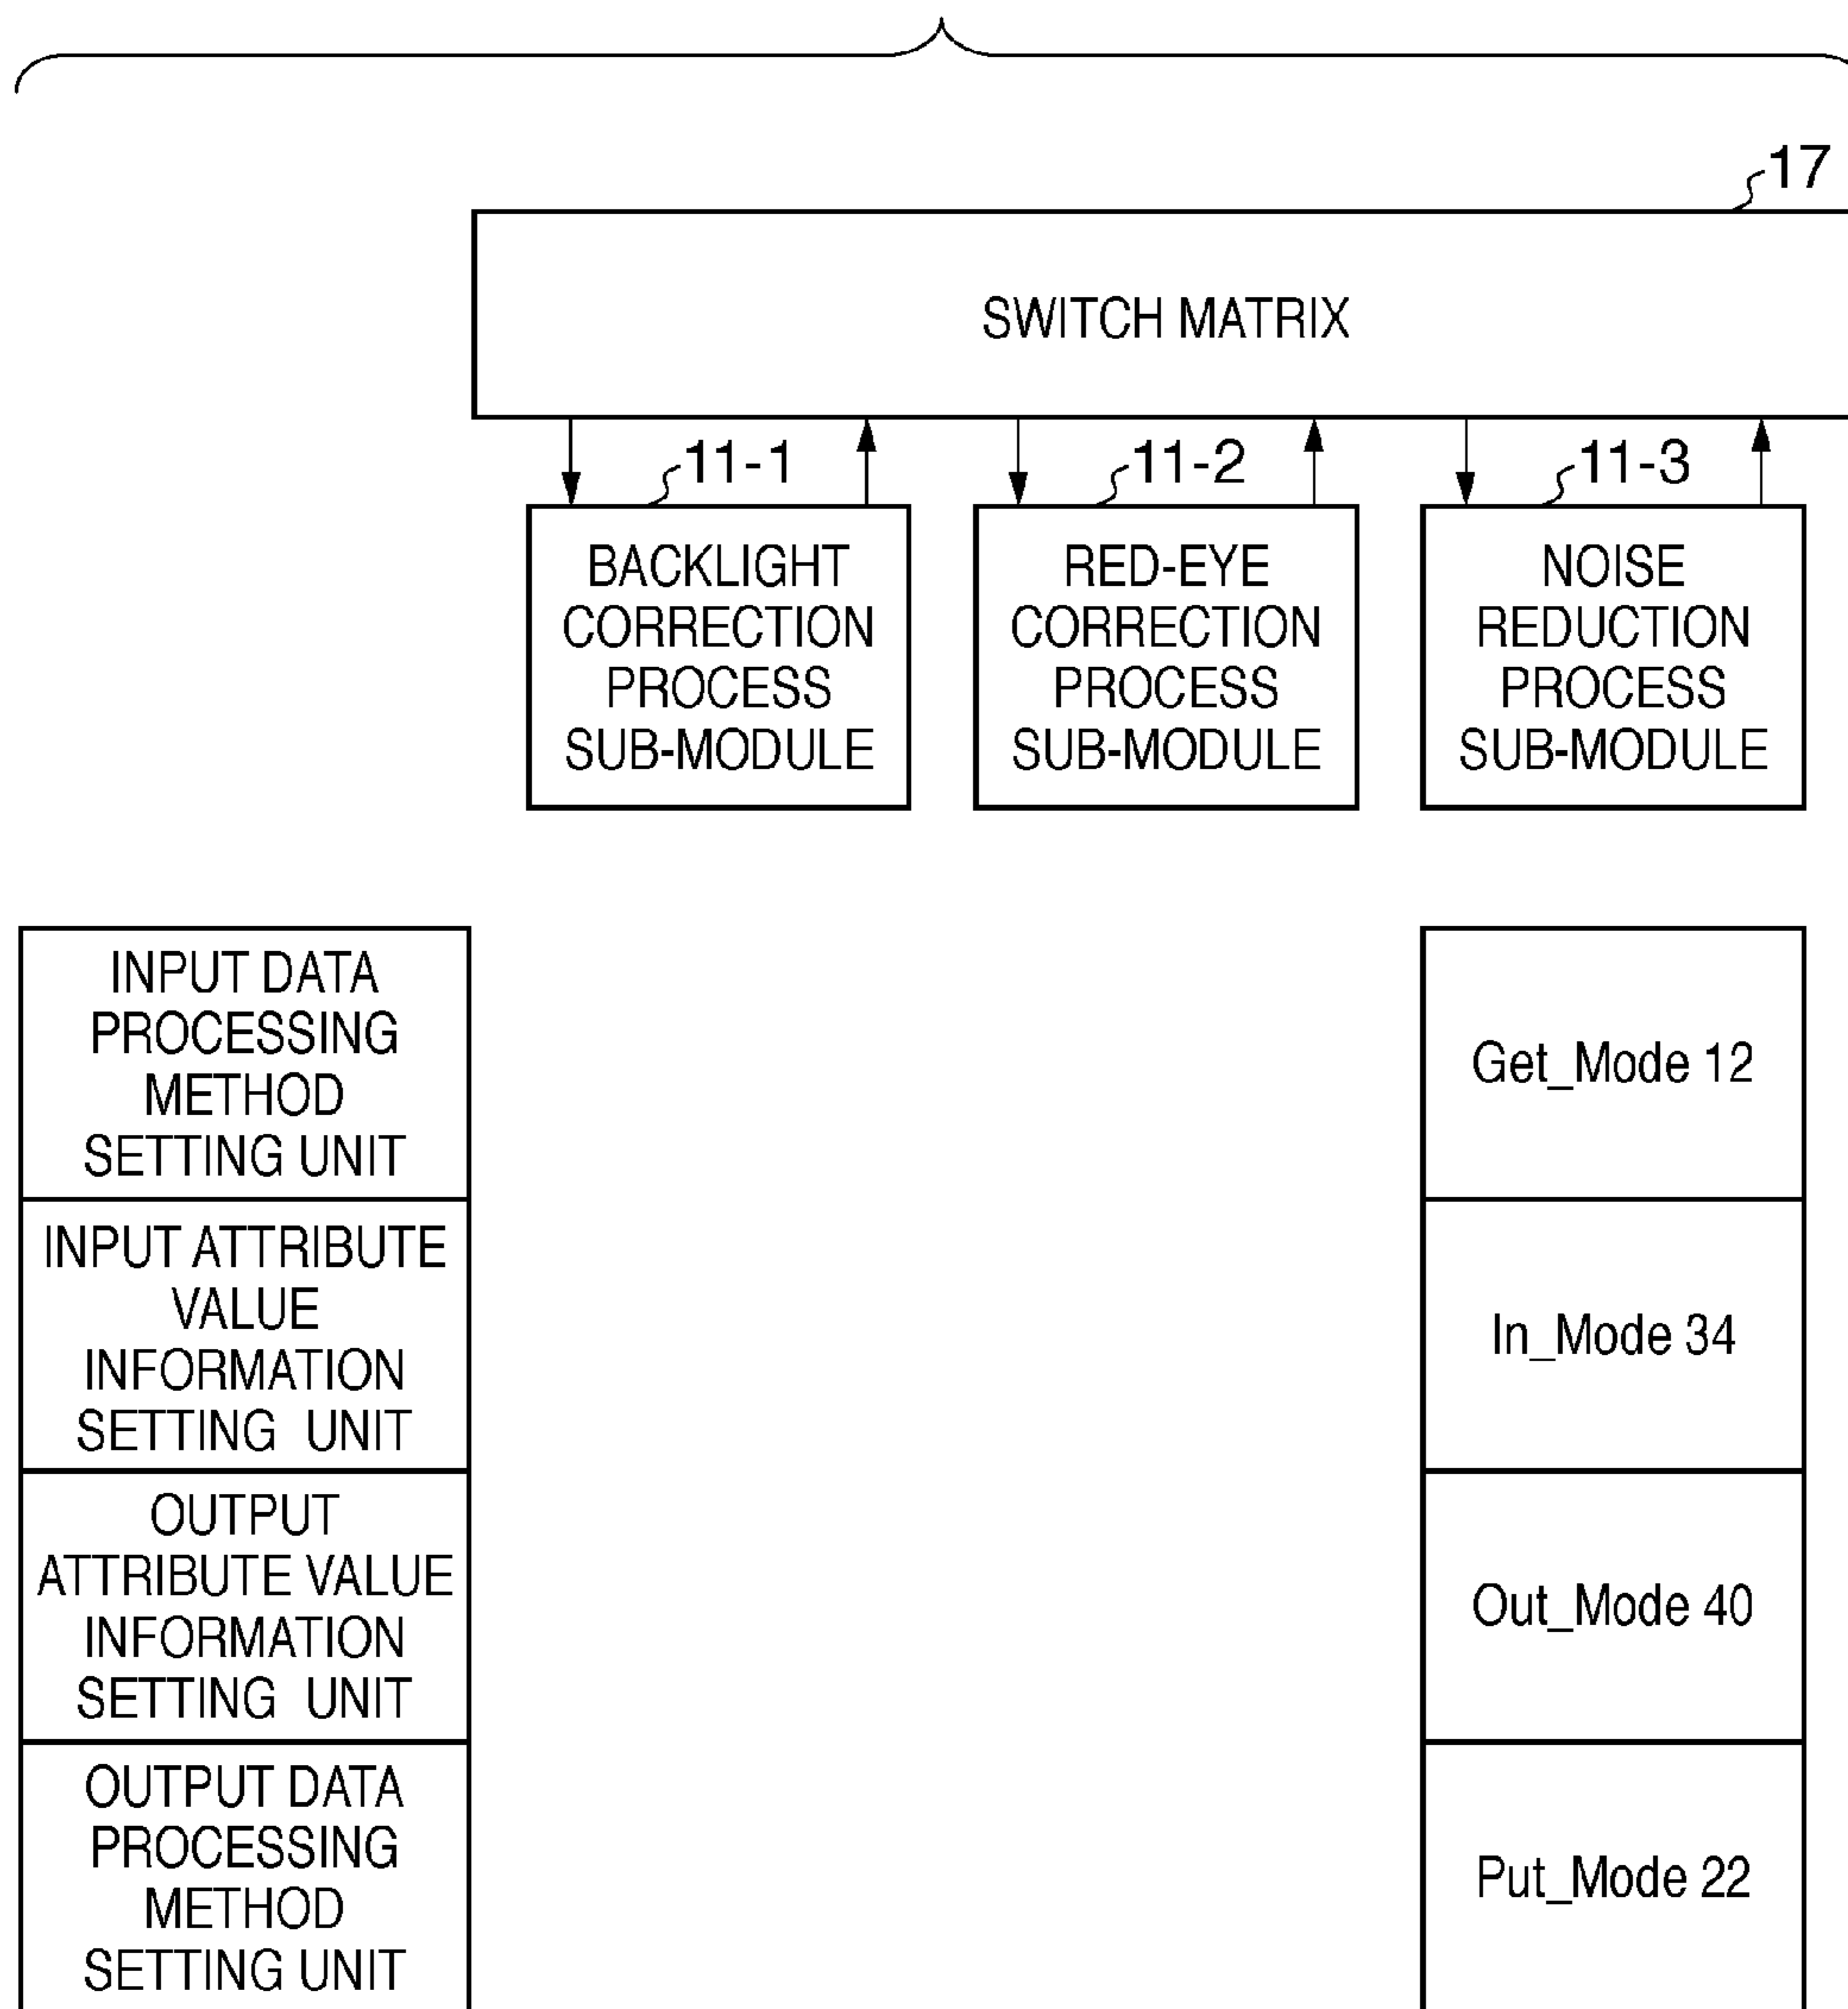 17
SWITCH MATRIX
11-1
11-2
11-3
BACKLIGHT
CORRECTION
PROCESS
SUB-MODULE
RED-EYE
CORRECTION
PROCESS
SUB-MODULE
NOISE
REDUCTION
PROCESS
SUB-MODULE
INPUT DATA
PROCESSING
METHOD
SETTING UNIT
Get_Mode 12
INPUT ATTRIBUTE
VALUE
INFORMATION
SETTING UNIT
In_Mode 34
OUTPUT
ATTRIBUTE VALUE
INFORMATION
SETTING UNIT
Out_Mode 40
OUTPUT DATA
PROCESSING
METHOD
SETTING UNIT
Put_Mode 22